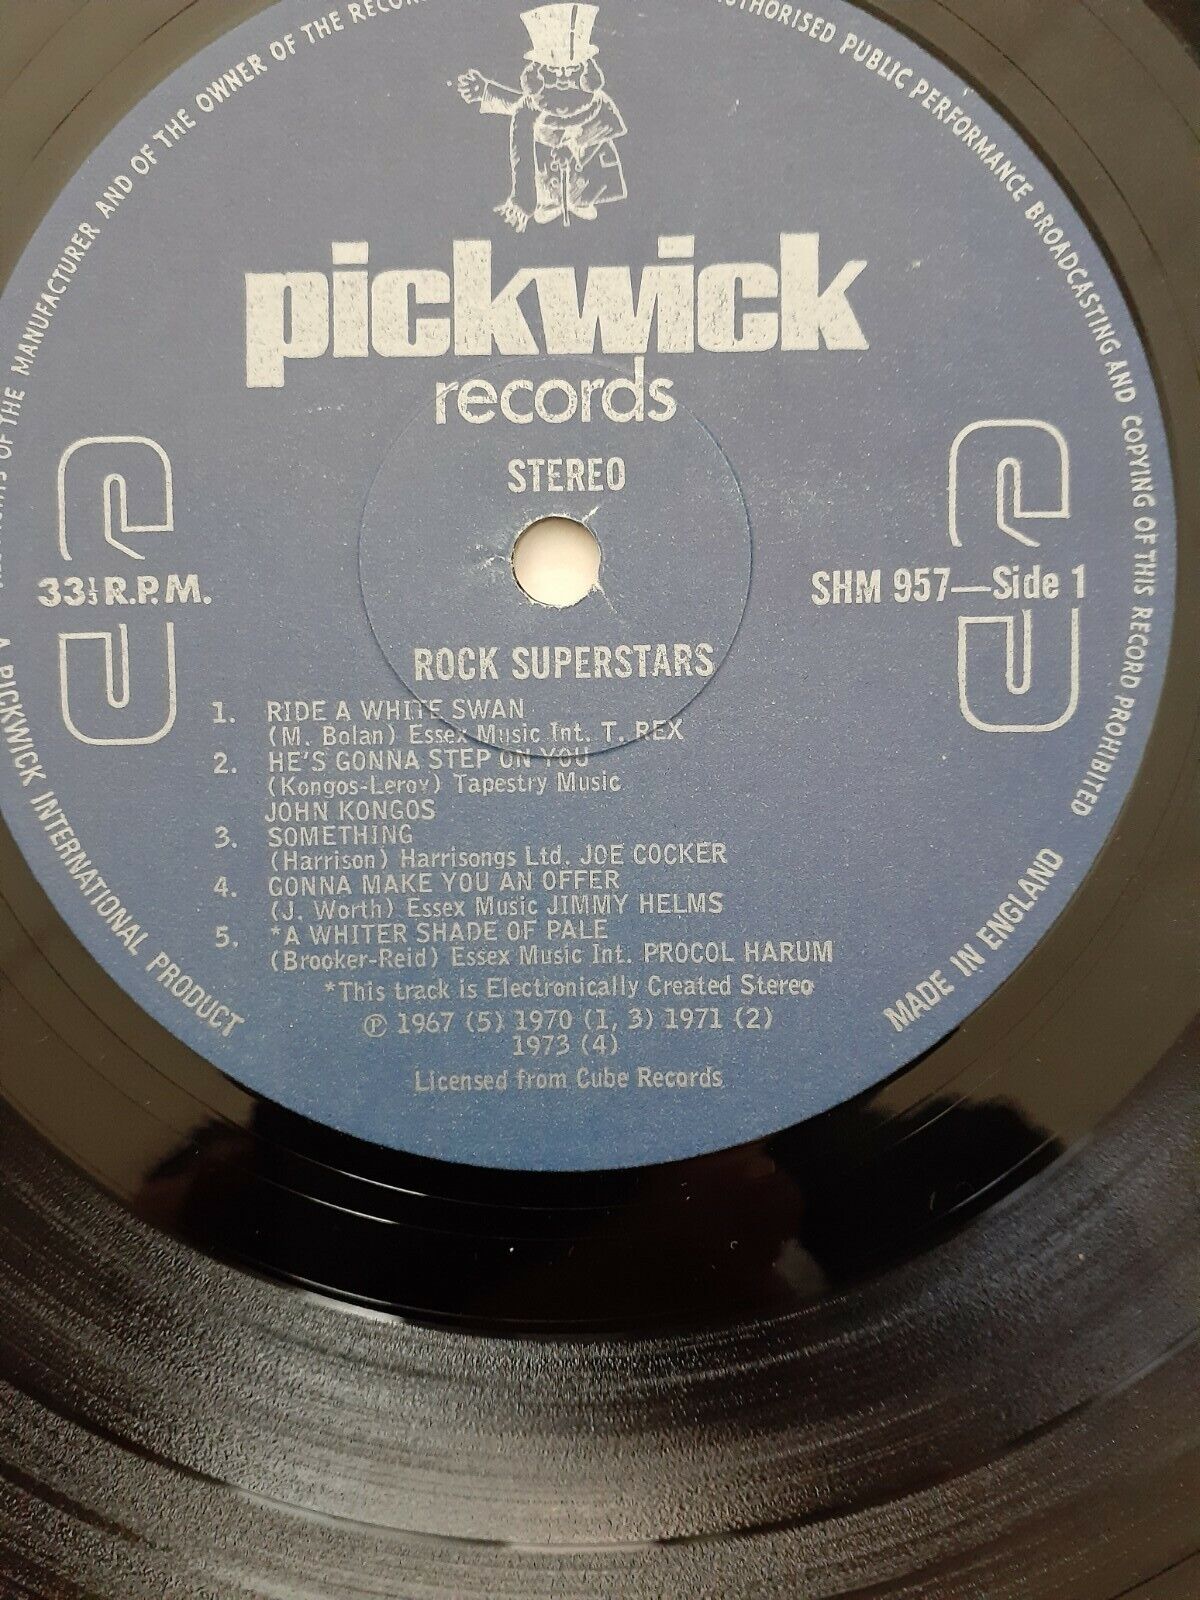 OF THE MANUFACTURER AND OF THE OWNER OF THE
AUTHORISED PUBLIC PERFORMANCE BROADCASTING AND COPYING OF THIS RECORD PROHIBITED
pickwick
records
STEREO
33⅓ R.P.M.
SHM 957—Side 1
ROCK SUPERSTARS
1. RIDE A WHITE SWAN
(M. Bolan) Essex Music Int. T. REX
2. HE'S GONNA STEP ON YOU
(Kongos-Leroy) Tapestry Music
JOHN KONGOS
3. SOMETHING
(Harrison) Harrisongs Ltd. JOE COCKER
4. GONNA MAKE YOU AN OFFER
(J. Worth) Essex Music JIMMY HELMS
5. *A WHITER SHADE OF PALE
(Brooker-Reid) Essex Music Int. PROCOL HARUM
*This track is Electronically Created Stereo
℗ 1967 (5) 1970 (1, 3) 1971 (2)
1973 (4)
Licensed from Cube Records
A PICKWICK INTERNATIONAL PRODUCT
MADE IN ENGLAND